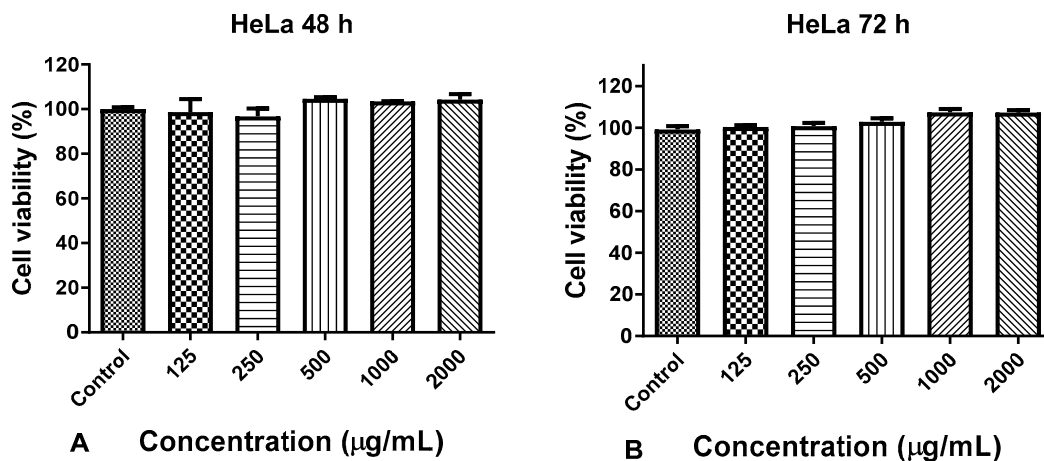 HeLa 48 h
Cell viability (%)
120
100
80
60
40
20
0
Control
125
250
500
1000
2000
A
Concentration (μg/mL)
HeLa 72 h
Cell viability (%)
120
100
80
60
40
20
0
Control
125
250
500
1000
2000
B
Concentration (μg/mL)